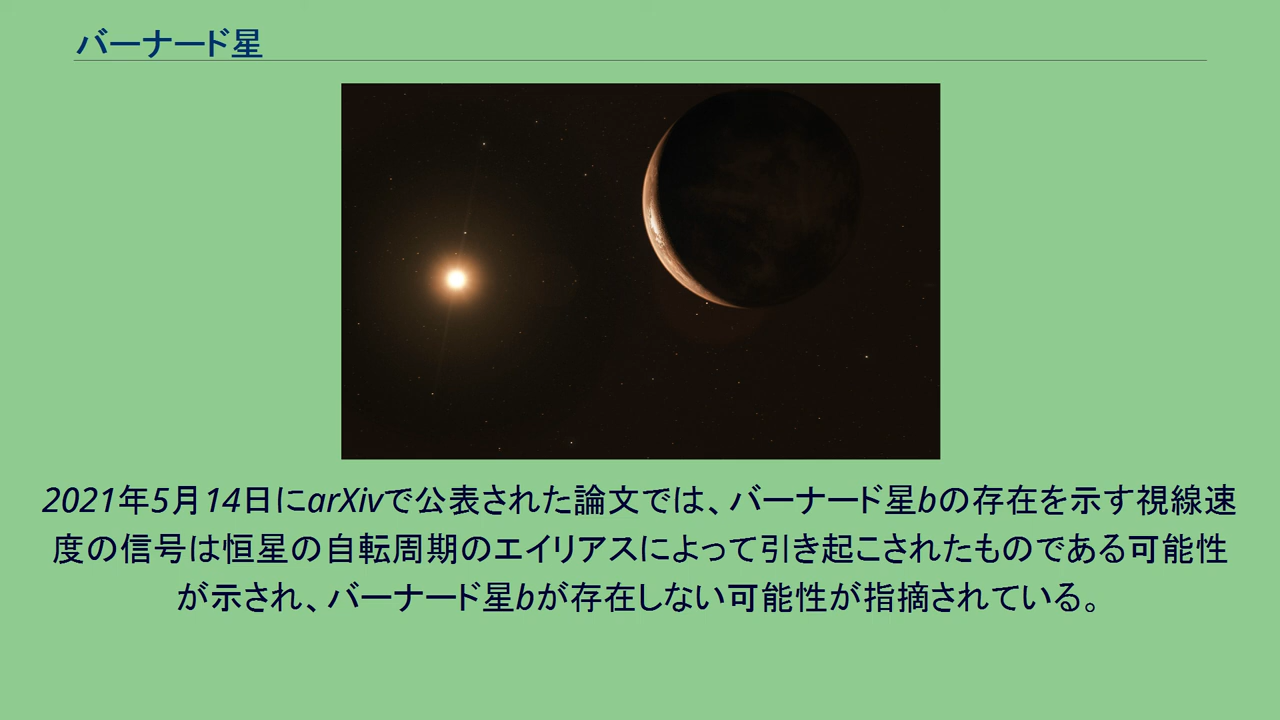 バーナード星
2021年5月14日にarXivで公表された論文では、バーナード星bの存在を示す視線速
度の信号は恒星の自転周期のエイリアスによって引き起こされたものである可能性
が示され、バーナード星bが存在しない可能性が指摘されている。